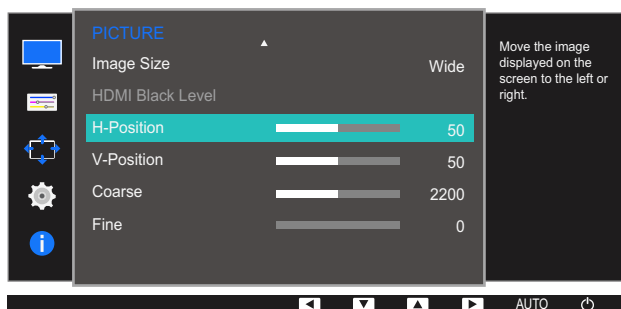 PICTURE
Image Size Wide
HDMI Black Level
H-Position 50
V-Position 50
Coarse 2200
Fine 0
Move the image
displayed on the
screen to the left or
right.
AUTO